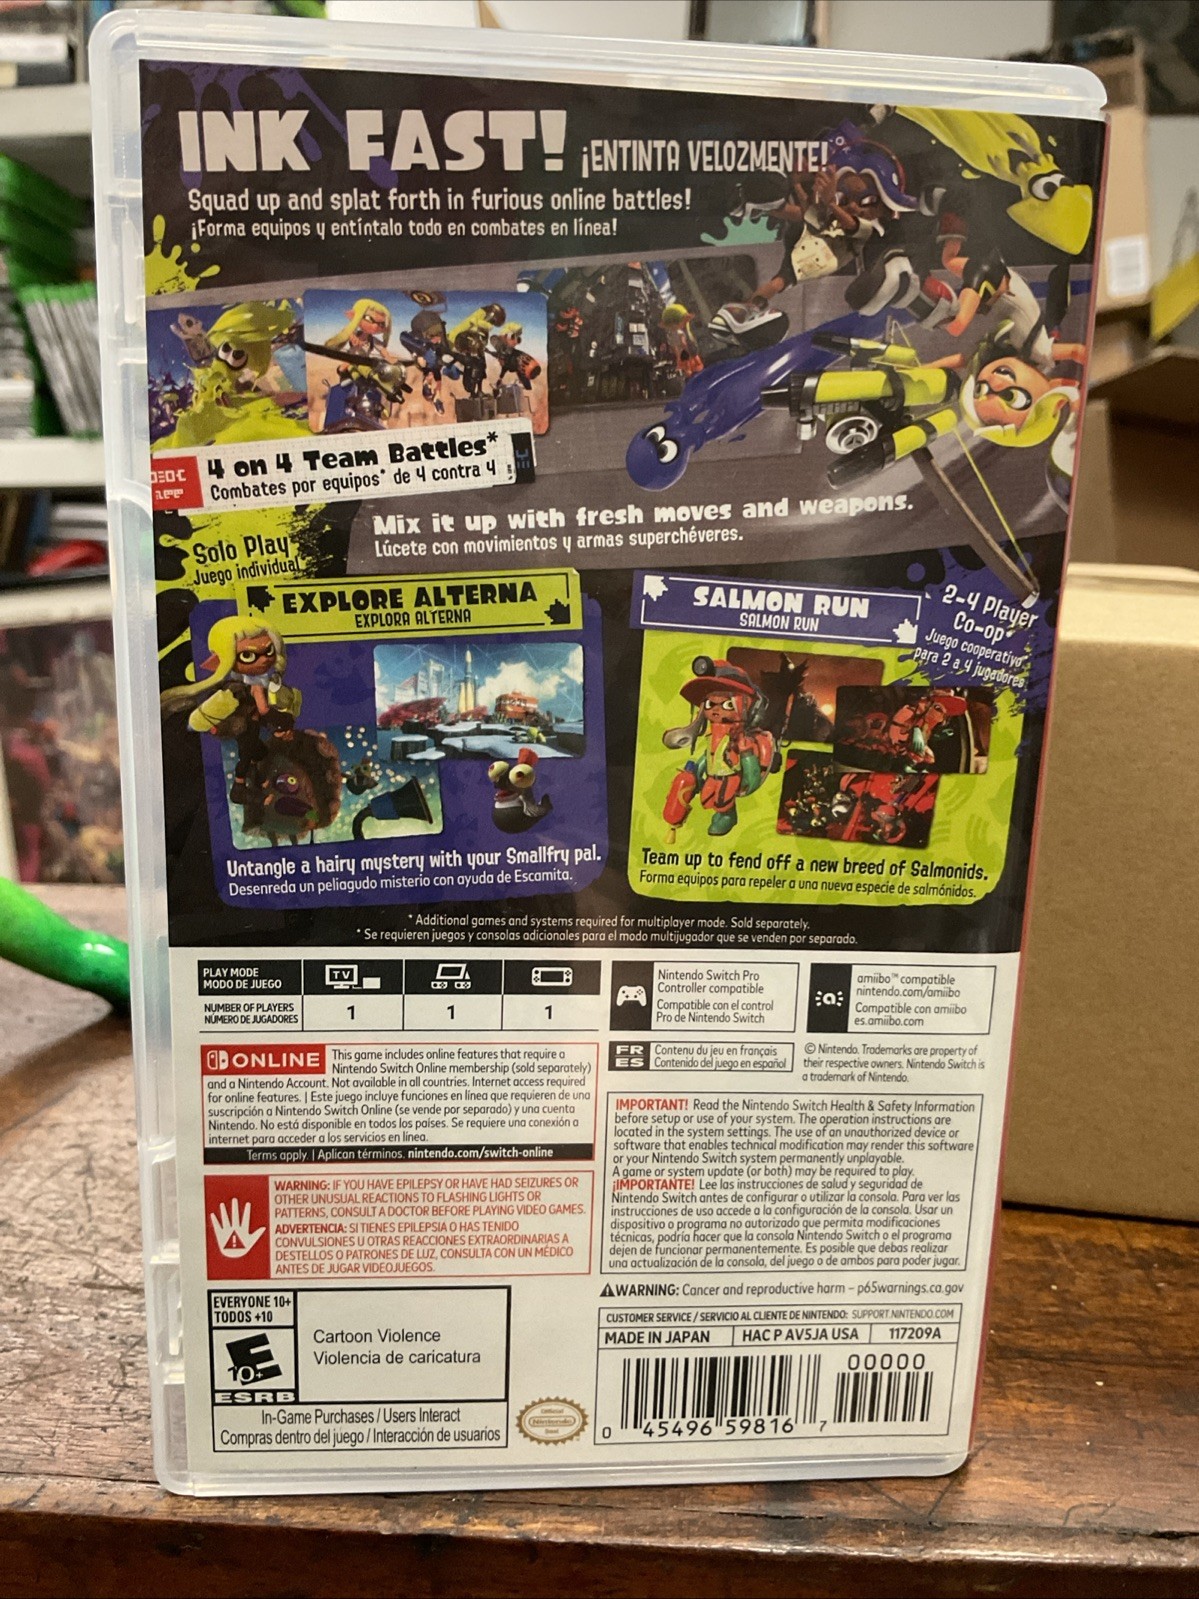 INK FAST! ¡ENTINTA VELOZMENTE!
Squad up and splat forth in furious online battles!
¡Forma equipos y entíntalo todo en combates en línea!
4 on 4 Team Battles*
Combates por equipos* de 4 contra 4
Mix it up with fresh moves and weapons.
Lúcete con movimientos y armas superchéveres.
Solo Play
Juego individual
EXPLORE ALTERNA
EXPLORA ALTERNA
Untangle a hairy mystery with your Smallfry pal.
Desenreda un peliagudo misterio con ayuda de Escamita.
SALMON RUN
SALMON RUN
2-4 Player
Co-op*
Juego cooperativo*
para 2 a 4 jugadores
Team up to fend off a new breed of Salmonids.
Forma equipos para repeler a una nueva especie de salmónidos.
* Additional games and systems required for multiplayer mode. Sold separately.
* Se requieren juegos y consolas adicionales para el modo multijugador que se venden por separado.
PLAY MODE
MODO DE JUEGO
TV
NUMBER OF PLAYERS
NÚMERO DE JUGADORES
1 1 1
Nintendo Switch Pro
Controller compatible
Compatible con el control
Pro de Nintendo Switch
amiibo™ compatible
nintendo.com/amiibo
Compatible con amiibo
es.amiibo.com
ONLINE
This game includes online features that require a
Nintendo Switch Online membership (sold separately)
and a Nintendo Account. Not available in all countries. Internet access required
for online features. | Este juego incluye funciones en línea que requieren de una
suscripción a Nintendo Switch Online (se vende por separado) y una cuenta
Nintendo. No está disponible en todos los países. Se requiere una conexión a
internet para acceder a los servicios en línea.
Terms apply. | Aplican términos. nintendo.com/switch-online
FR Contenu du jeu en français
ES Contenido del juego en español
© Nintendo. Trademarks are property of
their respective owners. Nintendo Switch is
a trademark of Nintendo.
WARNING: IF YOU HAVE EPILEPSY OR HAVE HAD SEIZURES OR
OTHER UNUSUAL REACTIONS TO FLASHING LIGHTS OR
PATTERNS, CONSULT A DOCTOR BEFORE PLAYING VIDEO GAMES.
ADVERTENCIA: SI TIENES EPILEPSIA O HAS TENIDO
CONVULSIONES U OTRAS REACCIONES EXTRAORDINARIAS A
DESTELLOS O PATRONES DE LUZ, CONSULTA CON UN MÉDICO
ANTES DE JUGAR VIDEOJUEGOS.
IMPORTANT! Read the Nintendo Switch Health & Safety Information
before setup or use of your system. The operation instructions are
located in the system settings. The use of an unauthorized device or
software that enables technical modification may render this software
or your Nintendo Switch system permanently unplayable.
A game or system update (or both) may be required to play.
¡IMPORTANTE! Lee las instrucciones de salud y seguridad de
Nintendo Switch antes de configurar o utilizar la consola. Para ver las
instrucciones de uso accede a la configuración de la consola. Usar un
dispositivo o programa no autorizado que permita modificaciones
técnicas, podría hacer que la consola Nintendo Switch o el programa
dejen de funcionar permanentemente. Es posible que debas realizar
una actualización de la consola, del juego o de ambos para poder jugar.
WARNING: Cancer and reproductive harm – p65warnings.ca.gov
EVERYONE 10+
TODOS +10
E
10+
ESRB
Cartoon Violence
Violencia de caricatura
In-Game Purchases / Users Interact
Compras dentro del juego / Interacción de usuarios
Nintendo
CUSTOMER SERVICE / SERVICIO AL CLIENTE DE NINTENDO: SUPPORT.NINTENDO.COM
MADE IN JAPAN HAC P AV5JA USA 117209A
00000
0 45496 59816 7